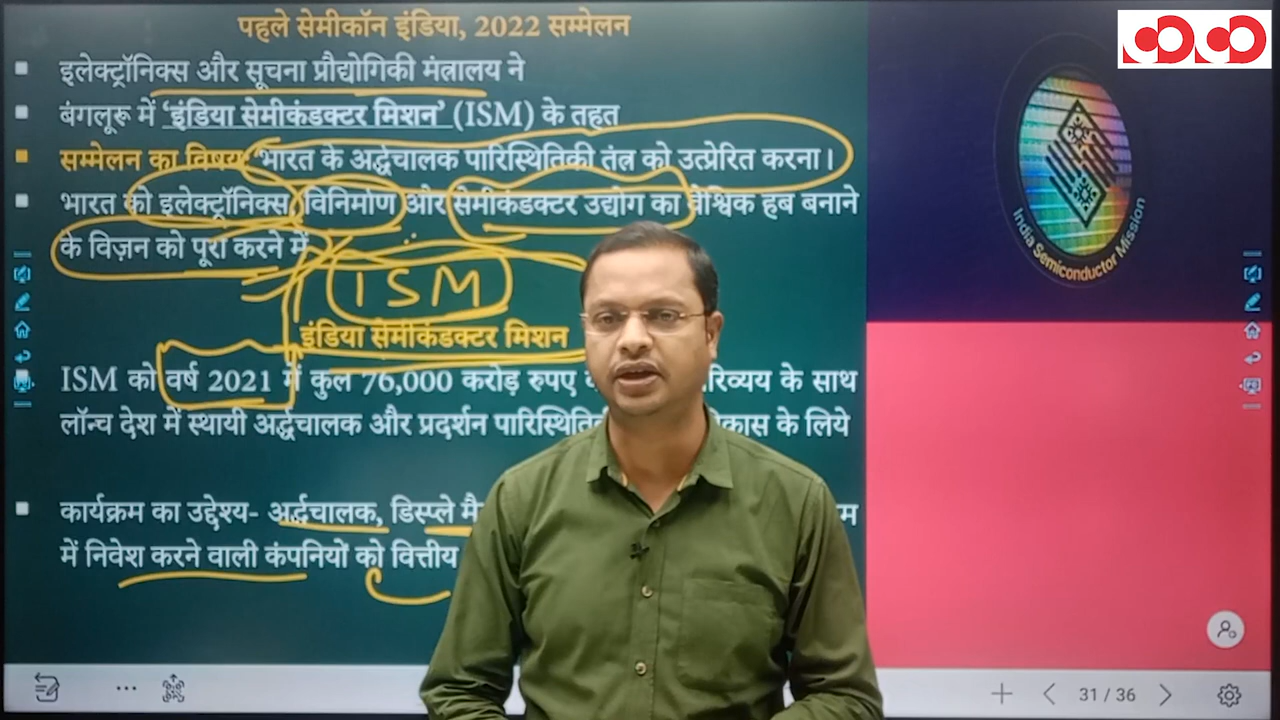 पहले सेमीकॉन इंडिया, 2022 सम्मेलन
इलेक्ट्रॉनिक्स और सूचना प्रौद्योगिकी मंत्रालय ने
बंगलूरू में 'इंडिया सेमीकंडक्टर मिशन' (ISM) के तहत
सम्मेलन का विषय- 'भारत के अर्द्धचालक पारिस्थितिकी तंत्र को उत्प्रेरित करना।
भारत को इलेक्ट्रॉनिक्स विनिर्माण और सेमीकंडक्टर उद्योग का वैश्विक हब बनाने
के विज़न को पूरा करने में
ISM
इंडिया सेमीकंडक्टर मिशन
ISM को वर्ष 2021 में कुल 76,000 करोड़ रुपए के साथ
लॉन्च देश में स्थायी अर्द्धचालक और प्रदर्शन के लिये
कार्यक्रम का उद्देश्य- अर्द्धचालक, डिस्प्ले
में निवेश करने वाली कंपनियों को वित्तीय
India Semiconductor Mission
31 / 36